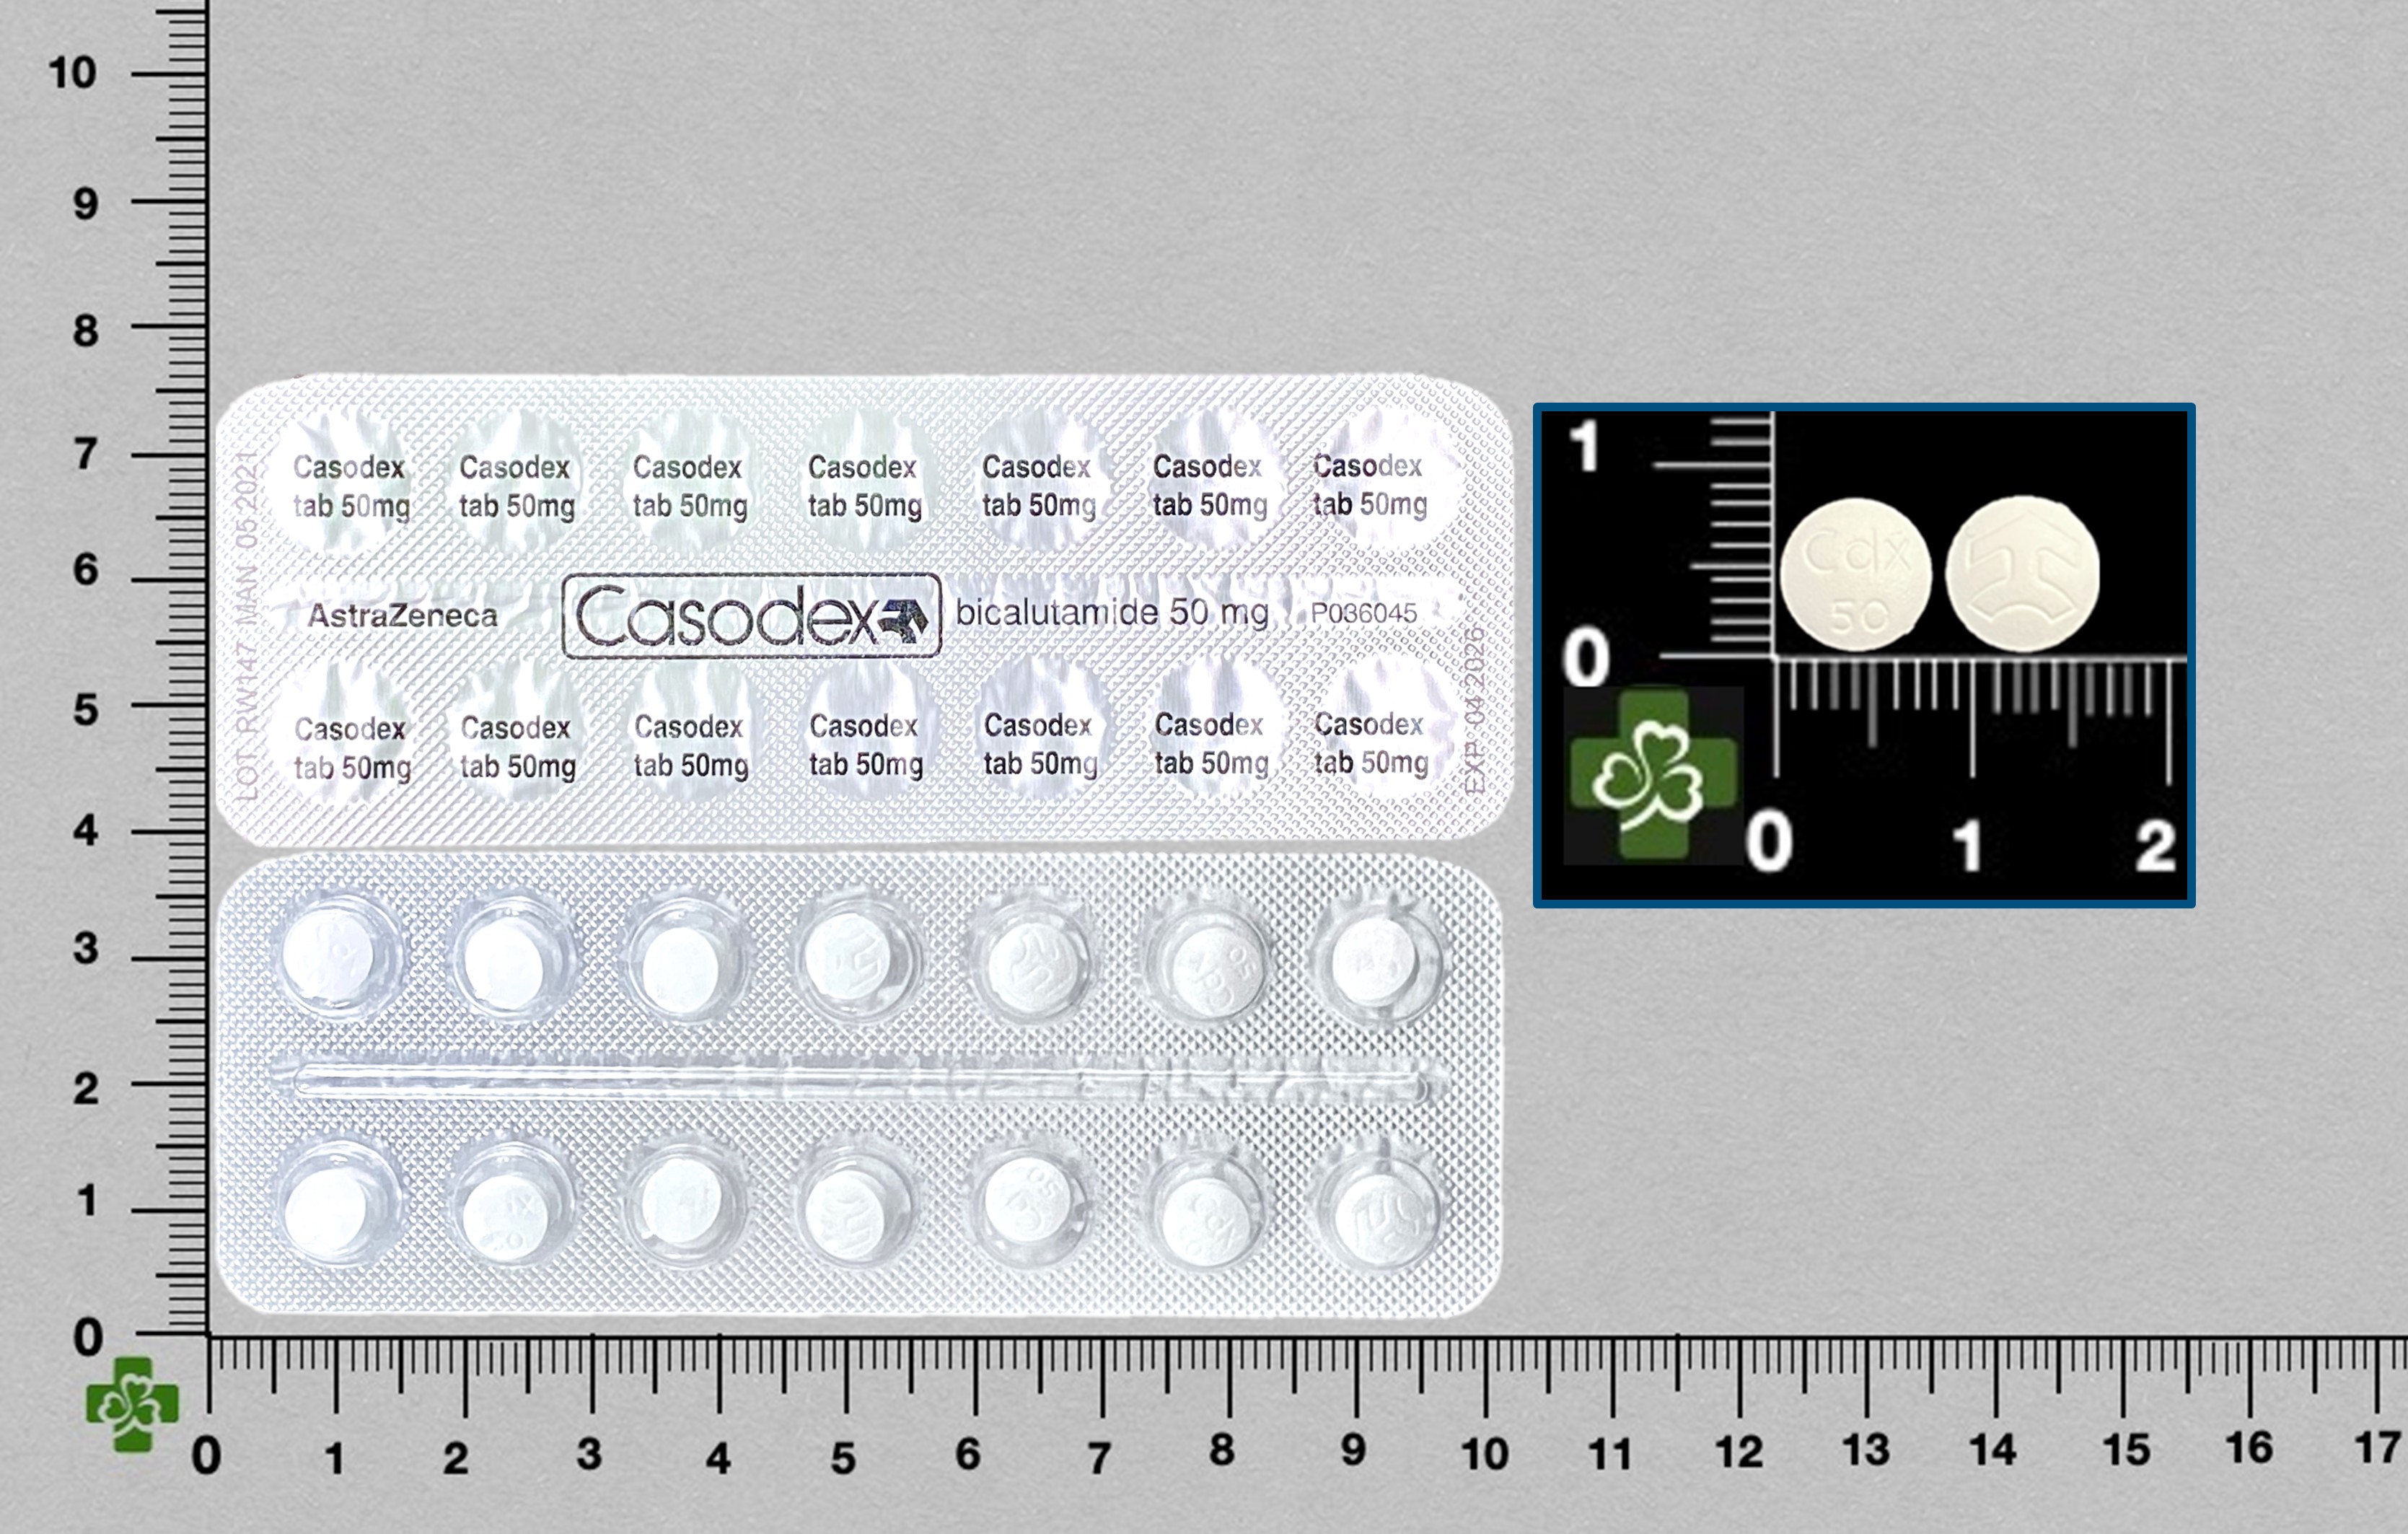 10
9
8
7
6
5
4
3
2
1
0
Casodex tab 50mg
Casodex tab 50mg
Casodex tab 50mg
Casodex tab 50mg
Casodex tab 50mg
Casodex tab 50mg
Casodex tab 50mg
AstraZeneca Casodex bicalutamide 50 mg P036045
Casodex tab 50mg
Casodex tab 50mg
Casodex tab 50mg
Casodex tab 50mg
Casodex tab 50mg
Casodex tab 50mg
Casodex tab 50mg
LOT RW147 MAN 05 2021
EXP 04 2026
1
0
Cdx
50
0 1 2
0 1 2 3 4 5 6 7 8 9 10 11 12 13 14 15 16 17